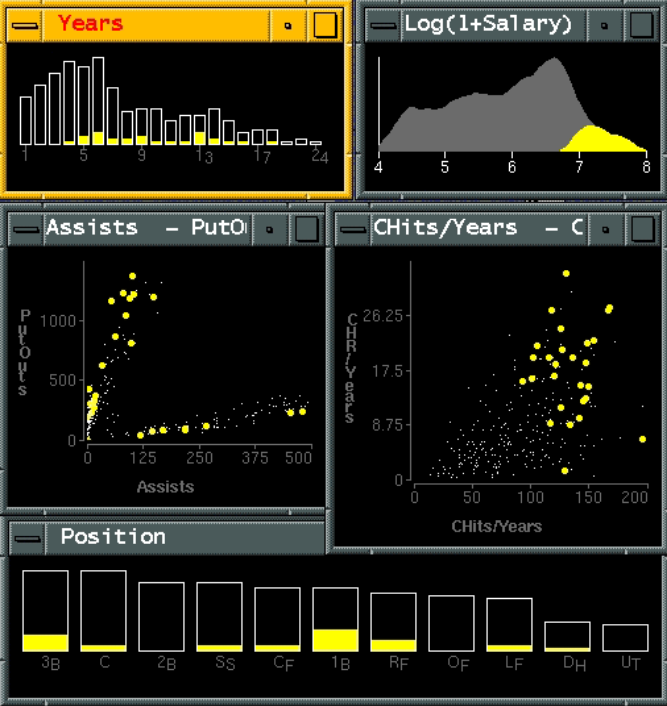 Years
1 5 9 13 17 24
Log(1+Salary)
4 5 6 7 8
Assists - PutO
PutOuts
1000
500
0
0 125 250 375 500
Assists
CHits/Years - C
CHR/Years
26.25
17.5
8.75
0
0 50 100 150 200
CHits/Years
Position
3B C 2B SS CF 1B RF OF LF DH UT